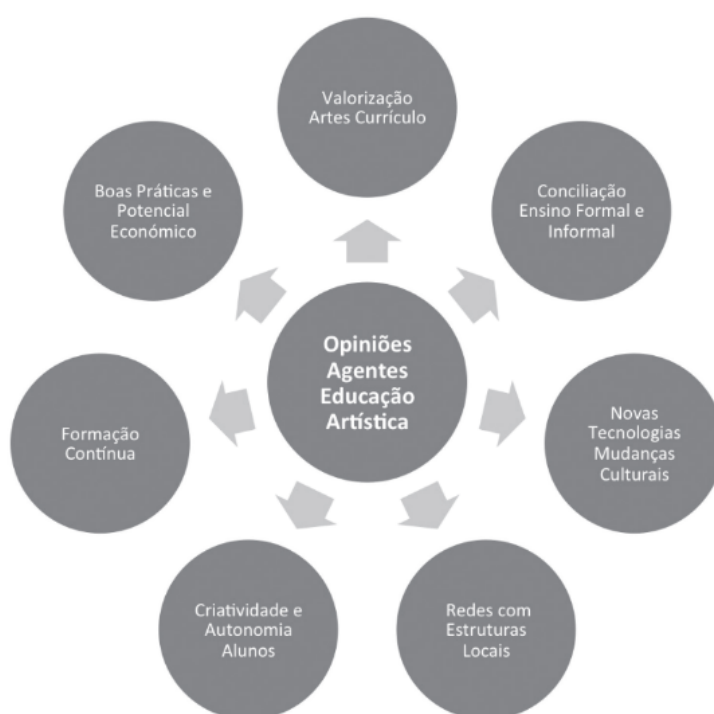 Valorização
Artes Currículo
Conciliação
Ensino Formal e
Informal
Novas
Tecnologias
Mudanças
Culturais
Redes com
Estruturas
Locais
Criatividade e
Autonomia
Alunos
Formação
Contínua
Boas Práticas e
Potencial
Económico
Opiniões
Agentes
Educação
Artística